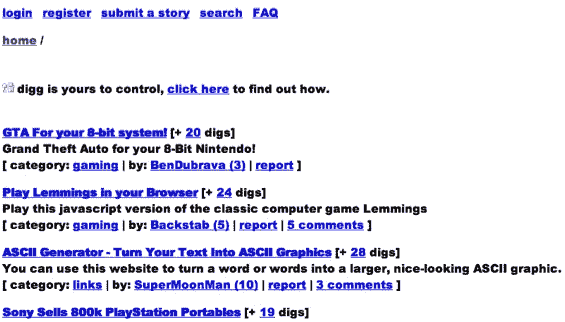 login register submit a story search FAQ
home /
digg is yours to control, click here to find out how.
GTA For your 8-bit system! [+ 20 digs]
Grand Theft Auto for your 8-Bit Nintendo!
[ category: gaming | by: BenDubrava (3) | report ]
Play Lemmings in your Browser [+ 24 digs]
Play this javascript version of the classic computer game Lemmings
[ category: gaming | by: Backstab (5) | report | 5 comments ]
ASCII Generator - Turn Your Text Into ASCII Graphics [+ 28 digs]
You can use this website to turn a word or words into a larger, nice-looking ASCII graphic.
[ category: links | by: SuperMoonMan (10) | report | 3 comments ]
Sony Sells 800k PlayStation Portables [+ 19 digs]